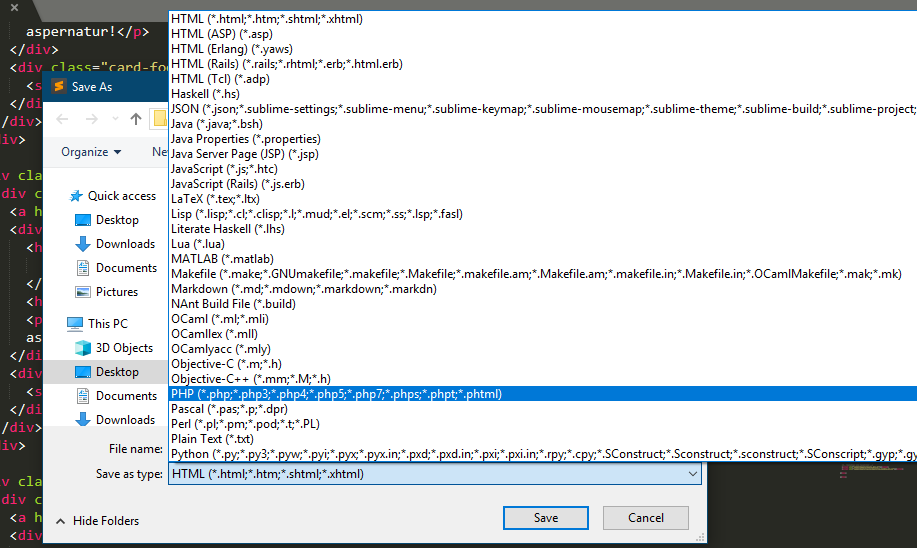 ×
aspernatur!</p>
</div>
<div class="card-foo
<s
</di
/div>
iv>
v cla
div c
<a h
<div
<h
</
<h
<p
as
</di
<div
<s
</di
/div>
iv>
v cla
div c
<a h
<div
Save As
Organize
Ne
Quick access
Desktop
Downloads
Documents
Pictures
This PC
3D Objects
Desktop
Documents
Downloads
HTML (*.html;*.htm;*.shtml;*.xhtml)
HTML (ASP) (*.asp)
HTML (Erlang) (*.yaws)
HTML (Rails) (*.rails;*.rhtml;*.erb;*.html.erb)
HTML (Tcl) (*.adp)
Haskell (*.hs)
JSON (*.json;*.sublime-settings;*.sublime-menu;*.sublime-keymap;*.sublime-mousemap;*.sublime-theme;*.sublime-build;*.sublime-project;
Java (*.java;*.bsh)
Java Properties (*.properties)
Java Server Page (JSP) (*.jsp)
JavaScript (*.js;*.htc)
JavaScript (Rails) (*.js.erb)
LaTeX (*.tex;*.ltx)
Lisp (*.lisp;*.cl;*.clisp;*.l;*.mud;*.el;*.scm;*.ss;*.lsp;*.fasl)
Literate Haskell (*.lhs)
Lua (*.lua)
MATLAB (*.matlab)
Makefile (*.make;*.GNUmakefile;*.makefile;*.Makefile;*.makefile.am;*.Makefile.am;*.makefile.in;*.Makefile.in;*.OCamlMakefile;*.mak;*.mk)
Markdown (*.md;*.mdown;*.markdown;*.markdn)
NAnt Build File (*.build)
OCaml (*.ml;*.mli)
OCamllex (*.mll)
OCamlyacc (*.mly)
Objective-C (*.m;*.h)
Objective-C++ (*.mm;*.M;*.h)
PHP (*.php;*.php3;*.php4;*.php5;*.php7;*.phps;*.phpt;*.phtml)
Pascal (*.pas;*.p;*.dpr)
Perl (*.pl;*.pm;*.pod;*.t;*.PL)
Plain Text (*.txt)
Python (*.py;*.py3;*.pyw;*.pyi;*.pyx;*.pyx.in;*.pxd;*.pxd.in;*.pxi;*.pxi.in;*.rpy;*.cpy;*.SConstruct;*.Sconstruct;*.sconstruct;*.SConscript;*.gyp;*.gy
File name:
Save as type: HTML (*.html;*.htm;*.shtml;*.xhtml)
Hide Folders
Save
Cancel